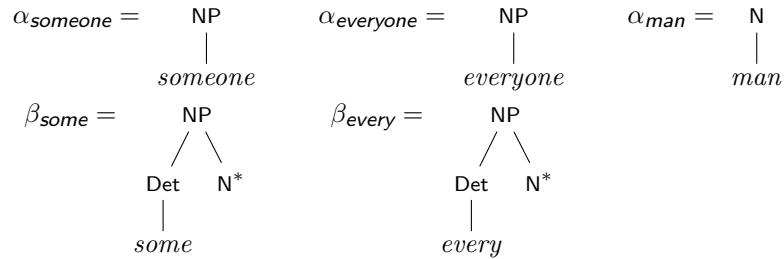 α_someone = NP α_everyone = NP α_man = N
someone everyone man
β_some = NP β_every = NP
Det N* Det N*
some every